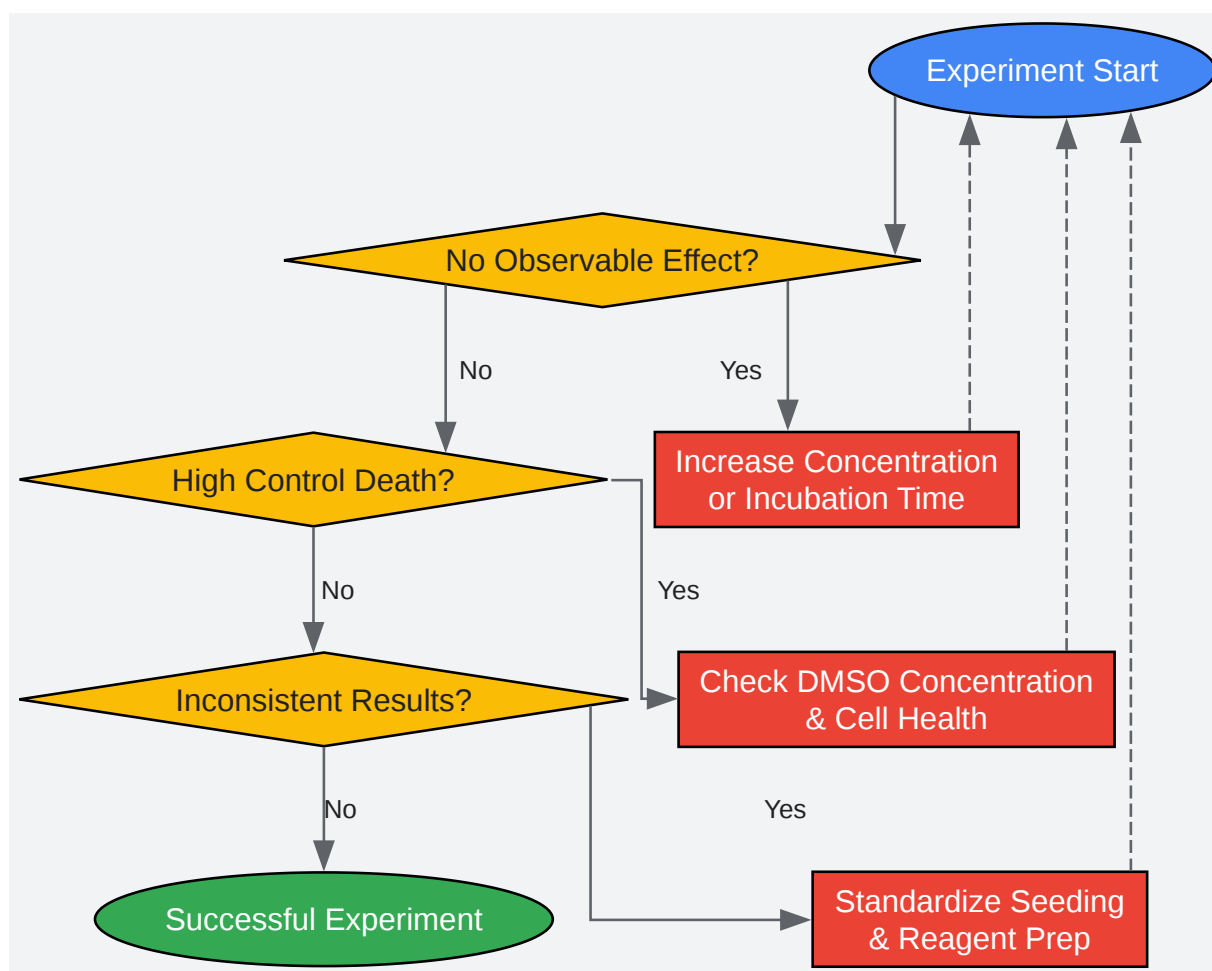 Experiment Start
No Observable Effect?
No
Yes
High Control Death?
Increase Concentration
or Incubation Time
No
Yes
Inconsistent Results?
Check DMSO Concentration
& Cell Health
No
Yes
Successful Experiment
Standardize Seeding
& Reagent Prep